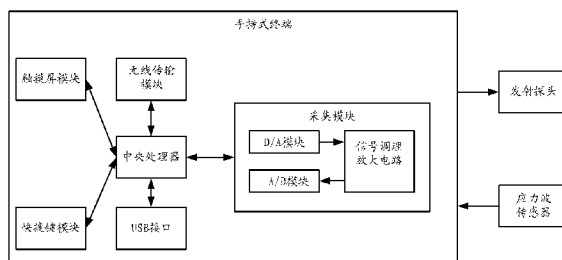 手持式终端
触摸屏模块
无线传输
模块
发射探头
采集模块
D/A模块
信号调理
放大电路
中央处理器
A/D模块
快捷键模块
USB接口
应力波
传感器